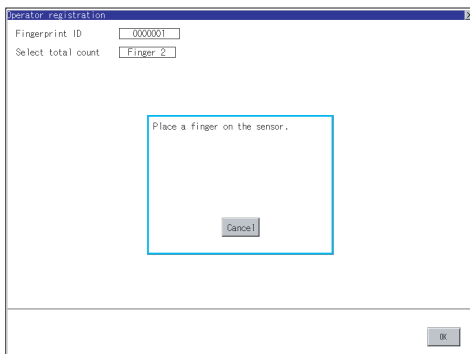 Operator registration
Fingerprint ID 0000001
Select total count Finger 2
Place a finger on the sensor.
Cancel
OK